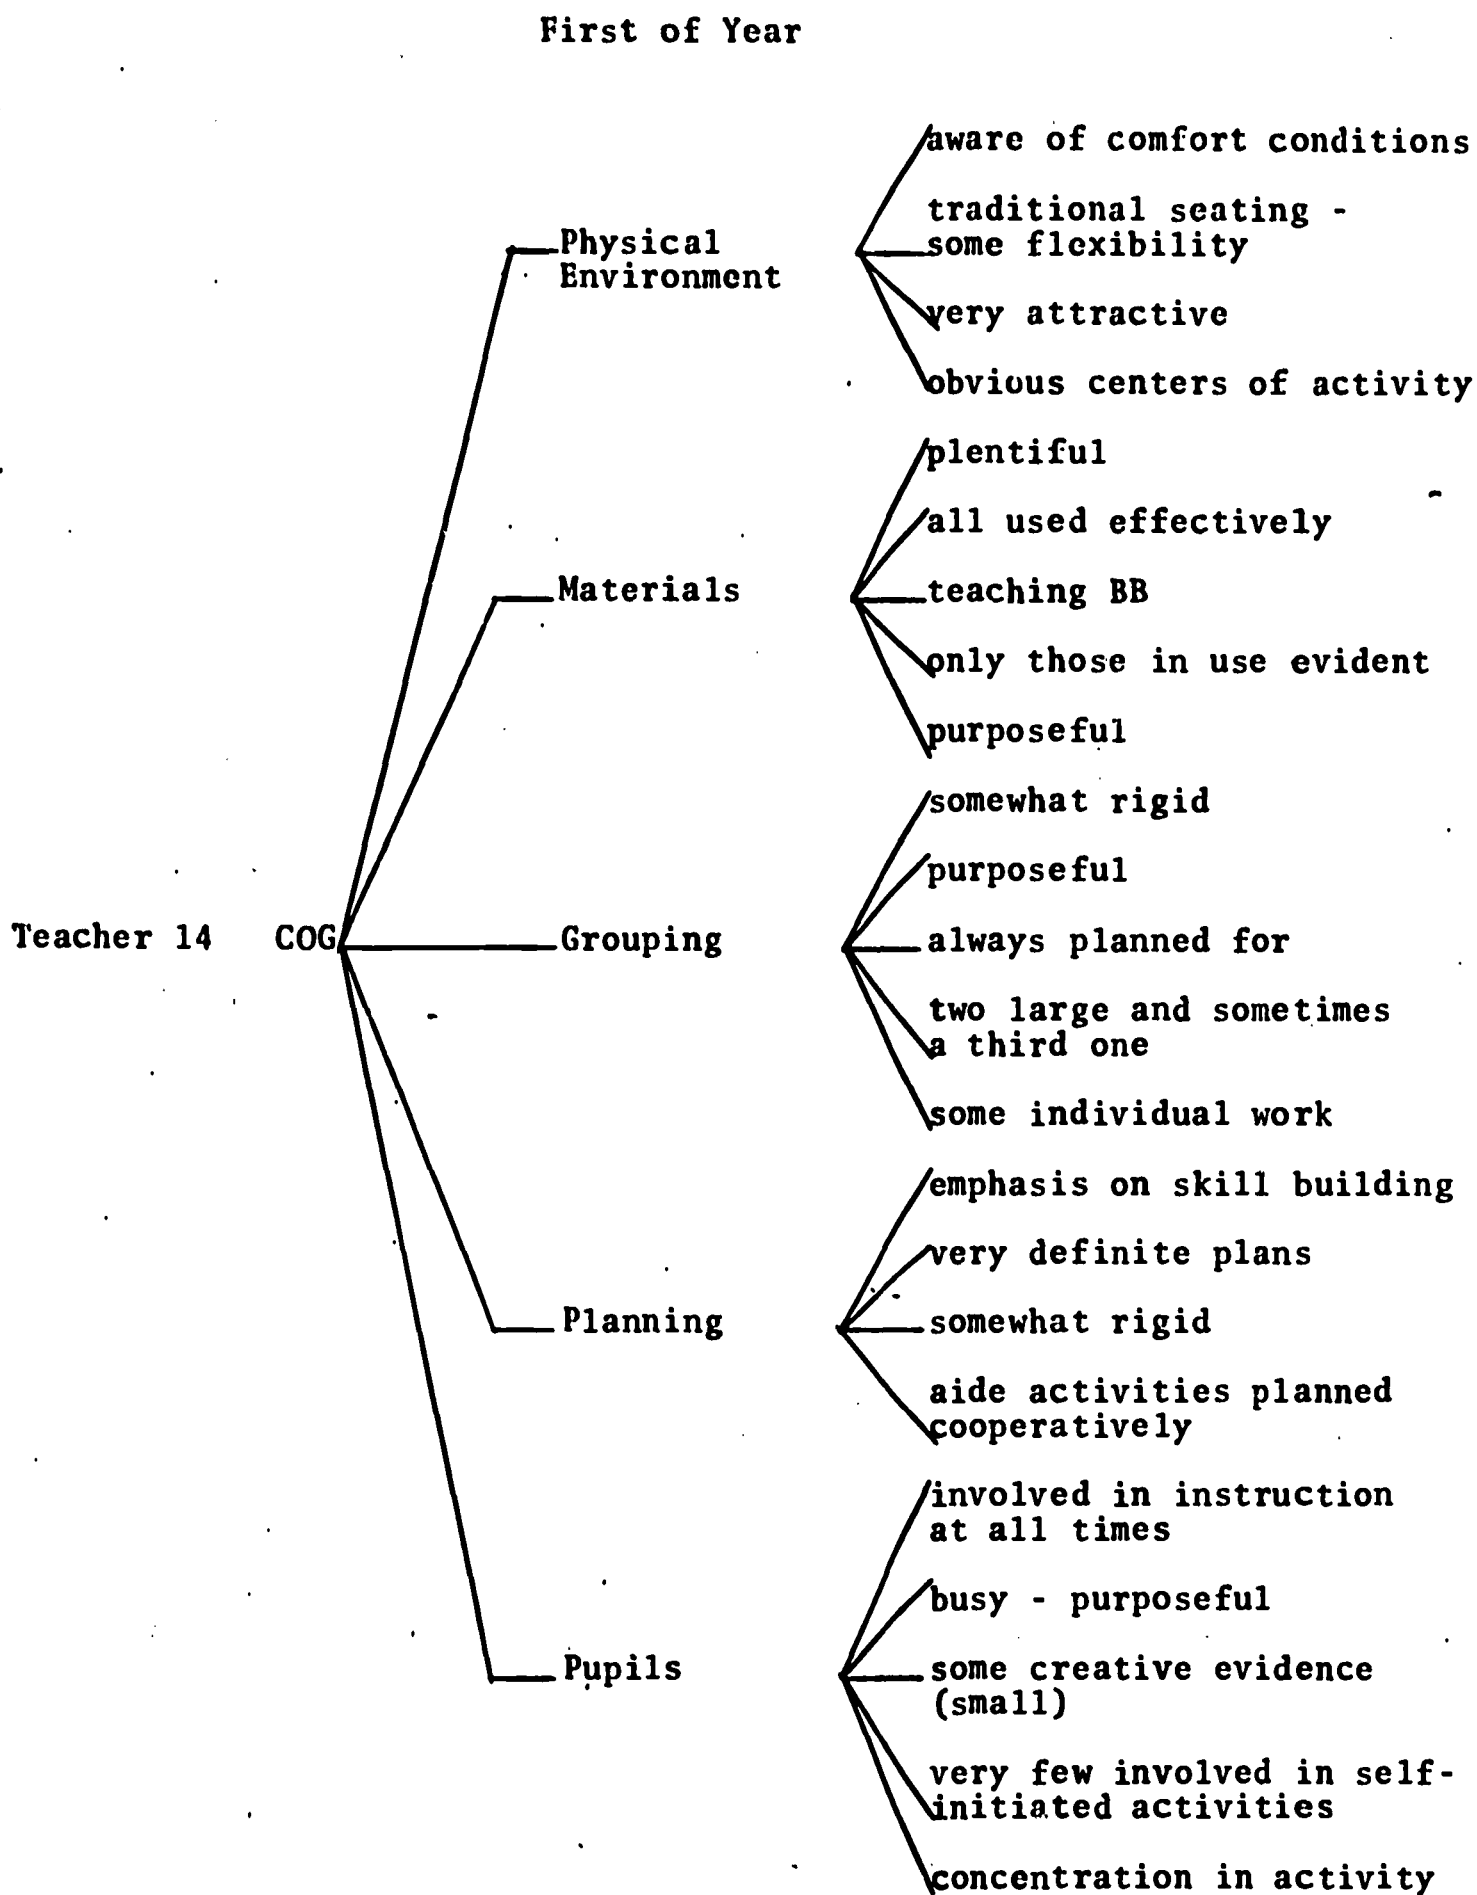 First of Year
aware of comfort conditions
traditional seating -
some flexibility
Physical
Environment
very attractive
obvious centers of activity
plentiful
all used effectively
Materials
teaching BB
only those in use evident
purposeful
somewhat rigid
purposeful
Teacher 14 COG
Grouping
always planned for
two large and sometimes
a third one
some individual work
emphasis on skill building
very definite plans
Planning
somewhat rigid
aide activities planned
cooperatively
involved in instruction
at all times
busy - purposeful
Pupils
some creative evidence
(small)
very few involved in self-
initiated activities
concentration in activity